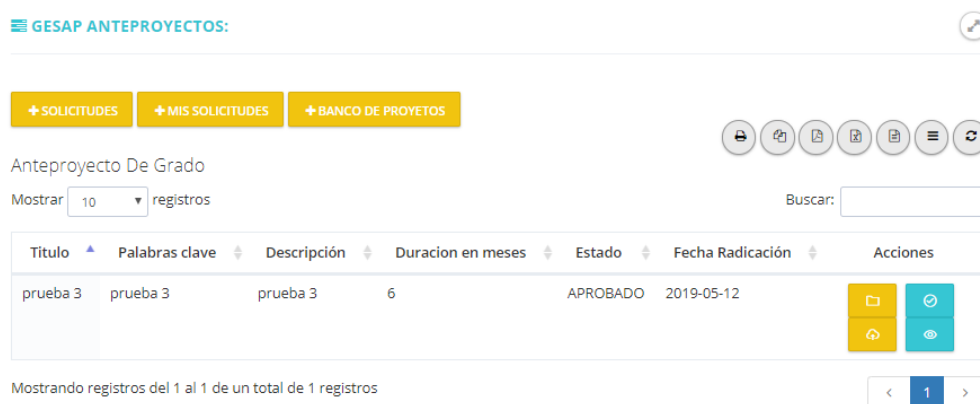 GESAP ANTEPROYECTOS:
+ SOLICITUDES + MIS SOLICITUDES + BANCO DE PROYETOS
Anteproyecto De Grado
Mostrar 10 registros Buscar:
Titulo Palabras clave Descripción Duracion en meses Estado Fecha Radicación Acciones
prueba 3 prueba 3 prueba 3 6 APROBADO 2019-05-12
Mostrando registros del 1 al 1 de un total de 1 registros < 1 >